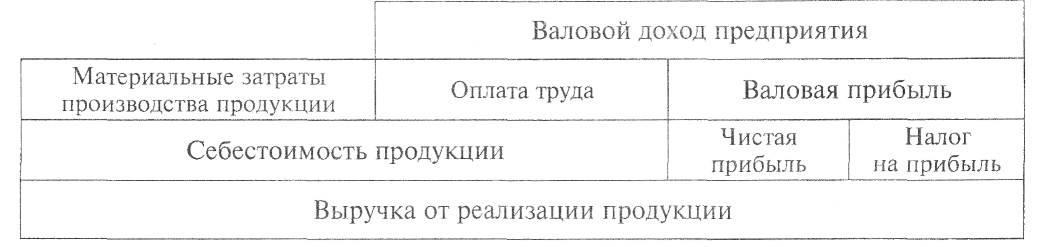 Валовой доход предприятия
Материальные затраты
производства продукции
Оплата труда
Валовая прибыль
Себестоимость продукции
Чистая
прибыль
Налог
на прибыль
Выручка от реализации продукции